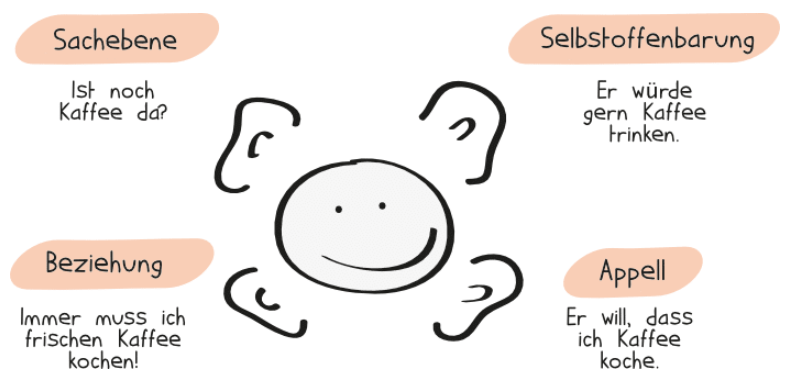 Sachebene
Ist noch
Kaffee da?
Selbstoffenbarung
Er würde
gern Kaffee
trinken.
Beziehung
Immer muss ich
frischen Kaffee
kochen!
Appell
Er will, dass
ich Kaffee
koche.